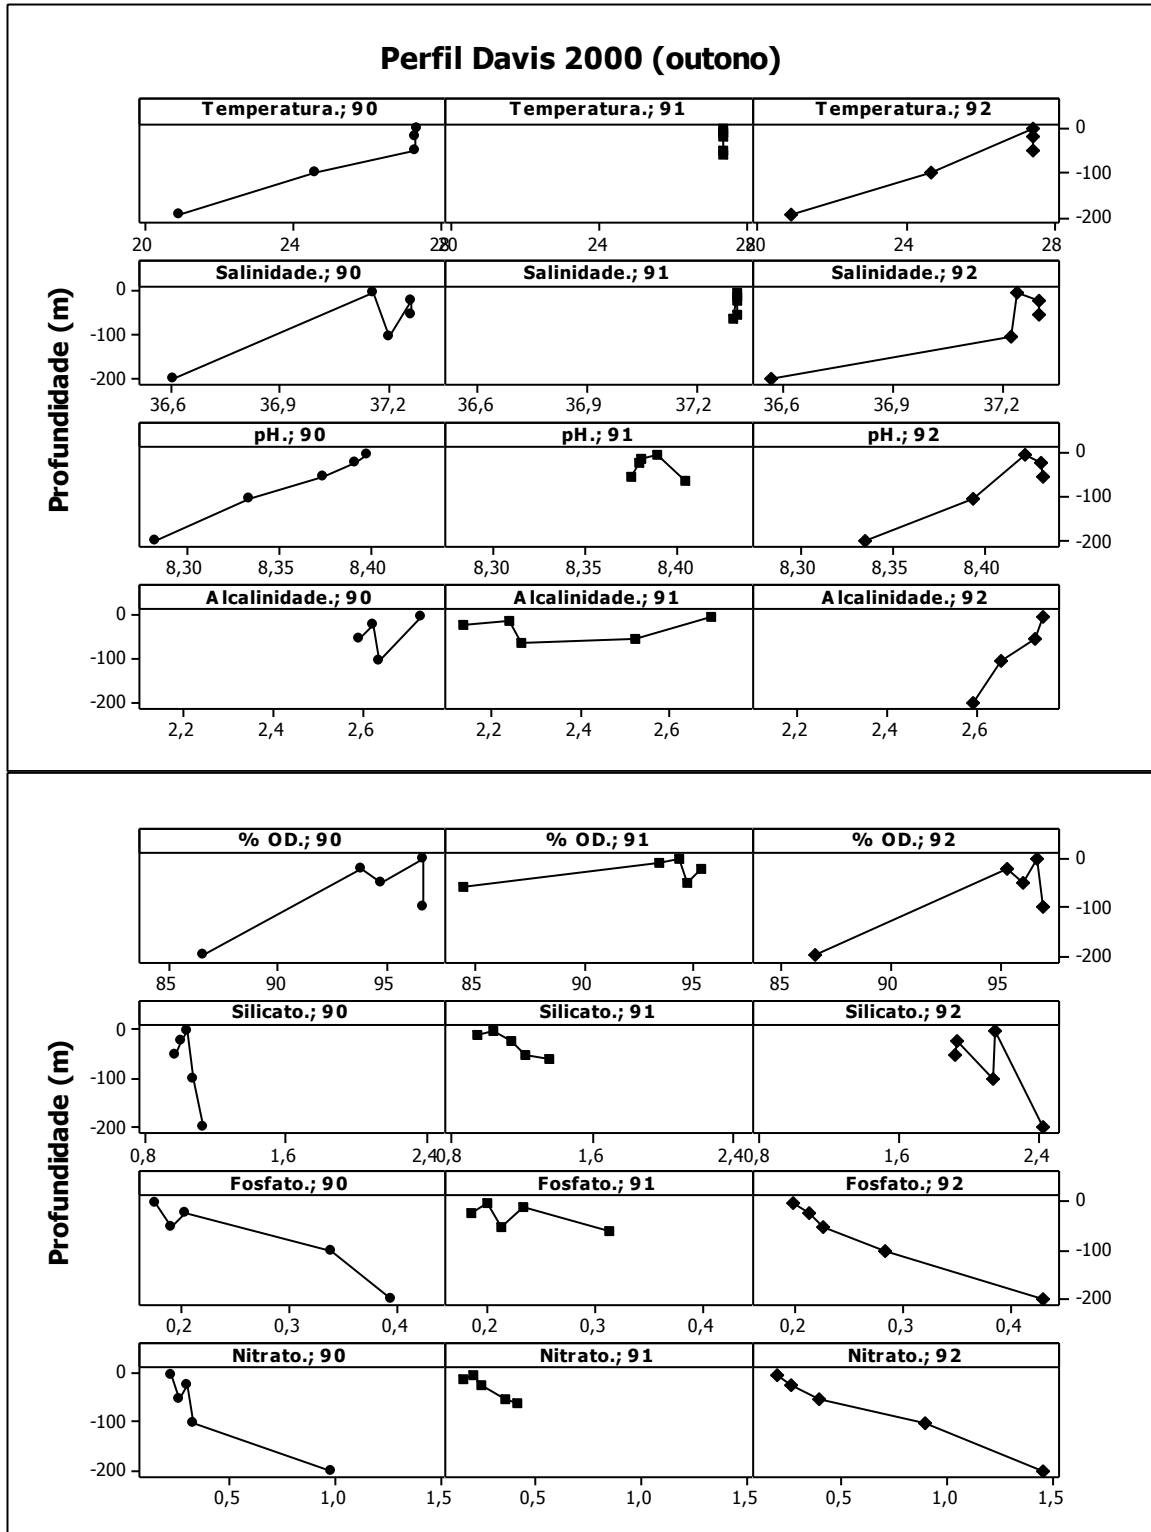 Perfil Davis 2000 (outono)
Temperatura.; 90 Temperatura.; 91 Temperatura.; 92
0
-100
-200
20 24 28 20 24 28 20 24 28
Salinidade.; 90 Salinidade.; 91 Salinidade.; 92
0
-100
-200
36,6 36,9 37,2 36,6 36,9 37,2 36,6 36,9 37,2
Profundidade (m)
pH.; 90 pH.; 91 pH.; 92
0
-100
-200
8,30 8,35 8,40 8,30 8,35 8,40 8,30 8,35 8,40
Alcalinidade.; 90 Alcalinidade.; 91 Alcalinidade.; 92
0
-100
-200
2,2 2,4 2,6 2,2 2,4 2,6 2,2 2,4 2,6
% OD.; 90 % OD.; 91 % OD.; 92
0
-100
-200
85 90 95 85 90 95 85 90 95
Silicato.; 90 Silicato.; 91 Silicato.; 92
0
-100
-200
0,8 1,6 2,4 0,8 1,6 2,4 0,8 1,6 2,4
Profundidade (m)
Fosfato.; 90 Fosfato.; 91 Fosfato.; 92
0
-100
-200
0,2 0,3 0,4 0,2 0,3 0,4 0,2 0,3 0,4
Nitrato.; 90 Nitrato.; 91 Nitrato.; 92
0
-100
-200
0,5 1,0 1,5 0,5 1,0 1,5 0,5 1,0 1,5